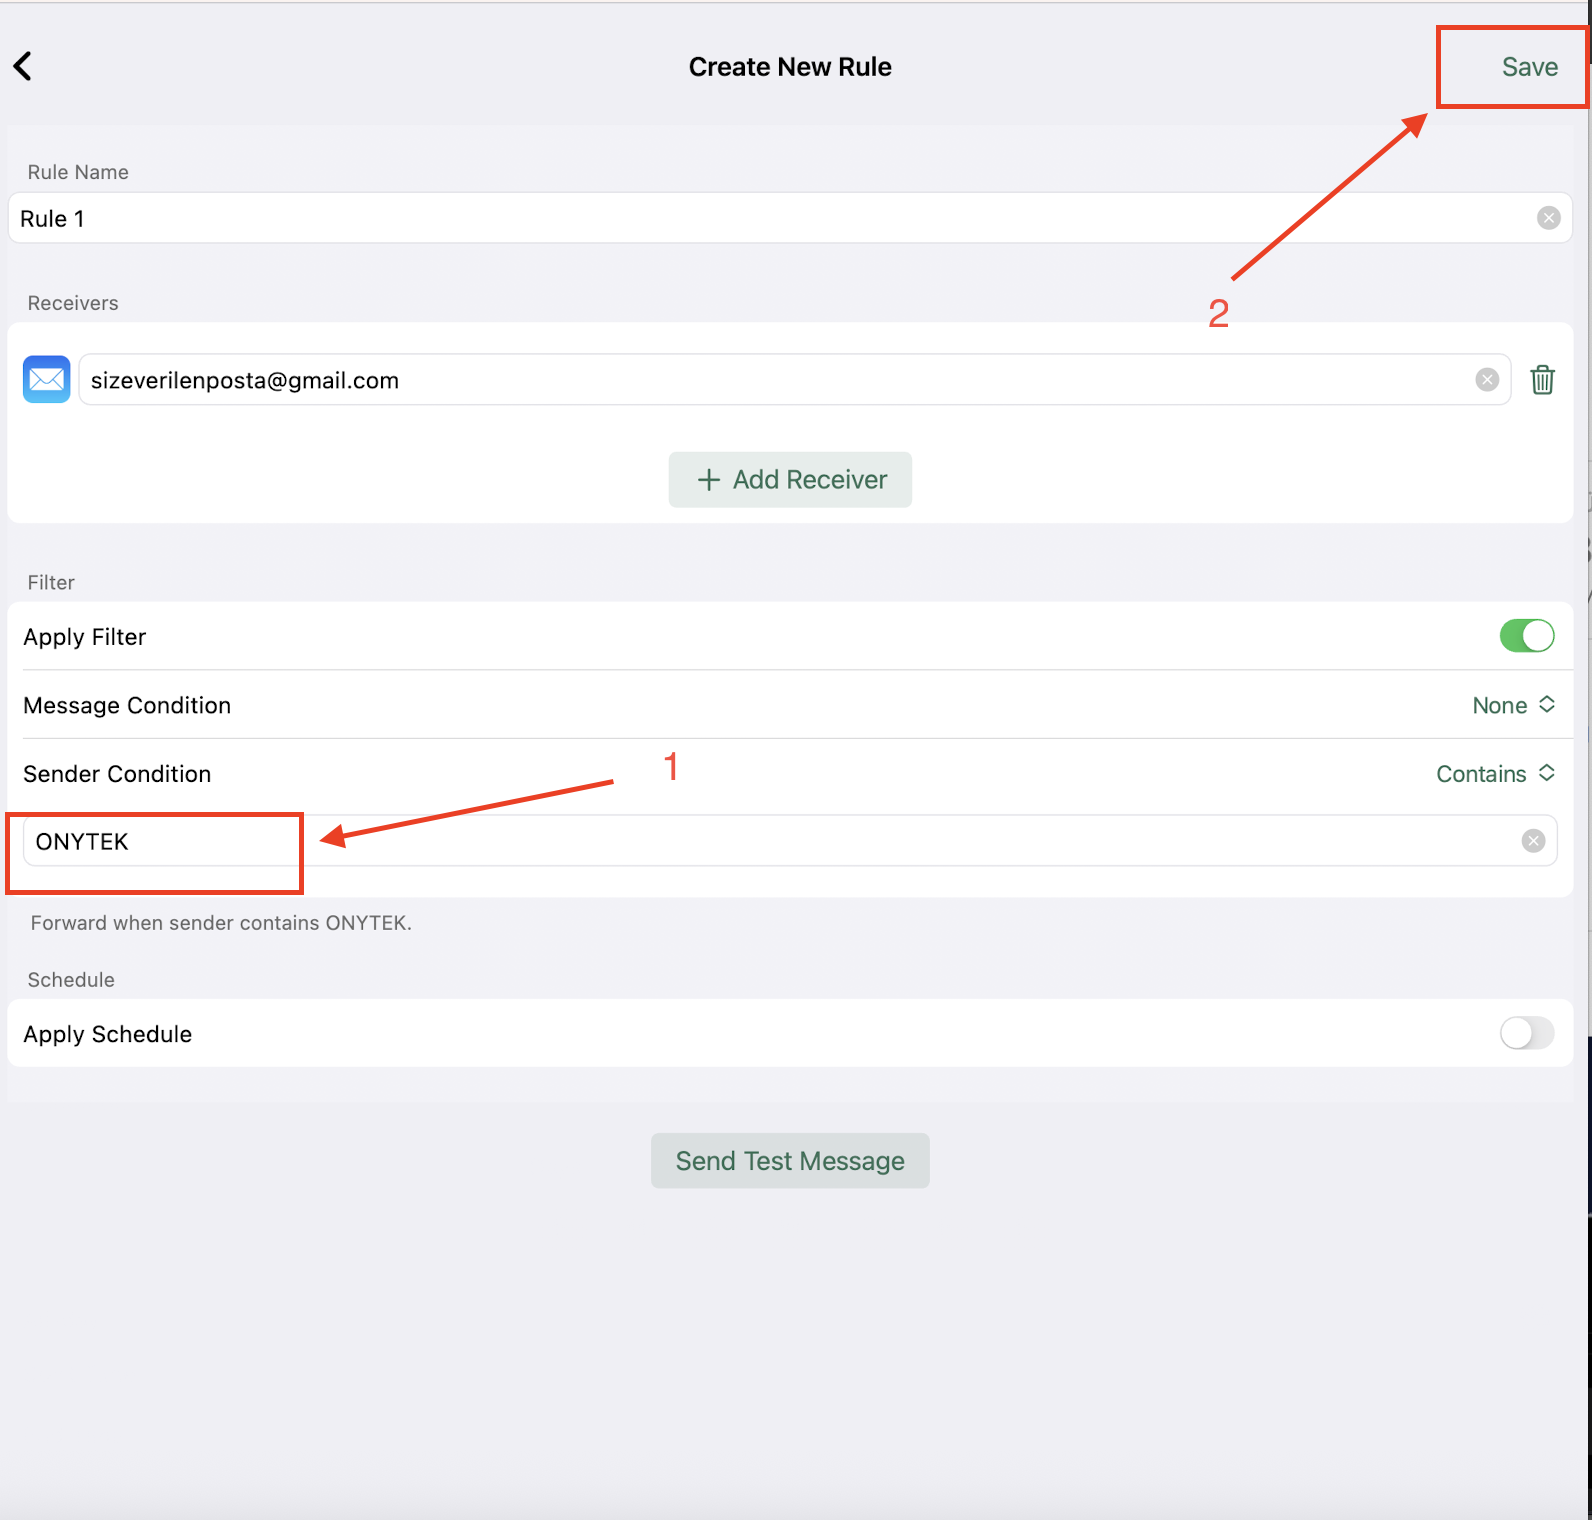 Create New Rule
Save
Rule Name
Rule 1
2
Receivers
sizeverilenposta@gmail.com
+ Add Receiver
Filter
Apply Filter
Message Condition
None
Sender Condition
1
Contains
ONYTEK
Forward when sender contains ONYTEK.
Schedule
Apply Schedule
Send Test Message